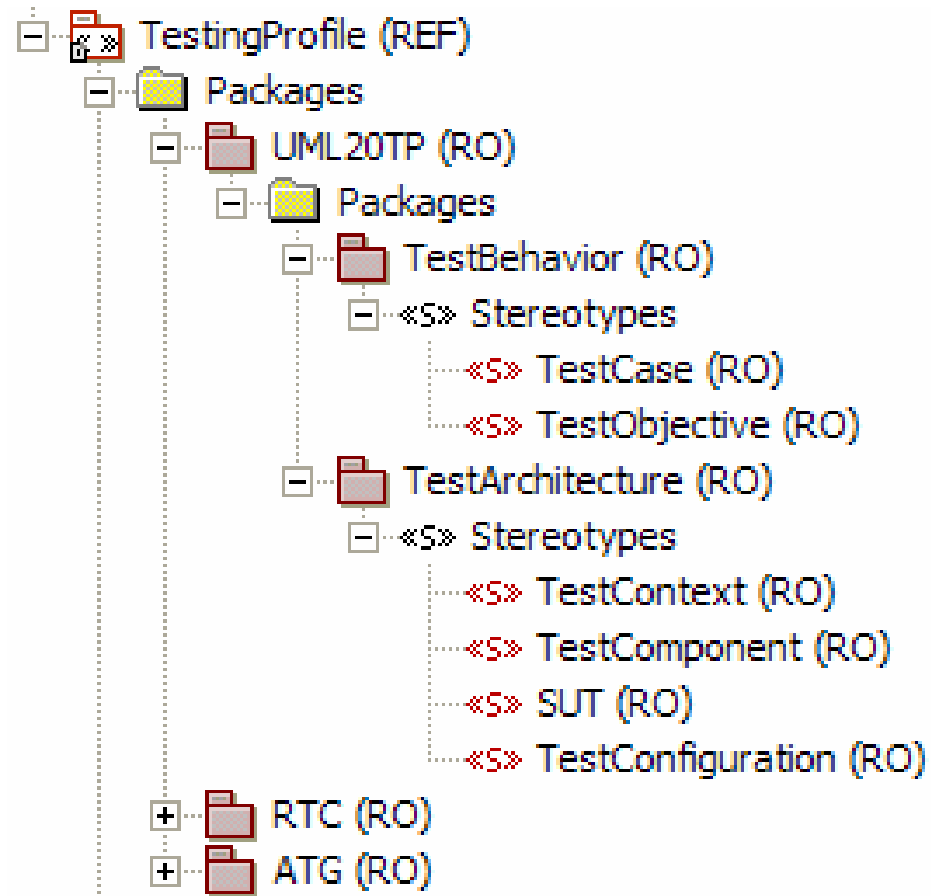 TestingProfile (REF)
Packages
UML20TP (RO)
Packages
TestBehavior (RO)
«S» Stereotypes
«S» TestCase (RO)
«S» TestObjective (RO)
TestArchitecture (RO)
«S» Stereotypes
«S» TestContext (RO)
«S» TestComponent (RO)
«S» SUT (RO)
«S» TestConfiguration (RO)
RTC (RO)
ATG (RO)